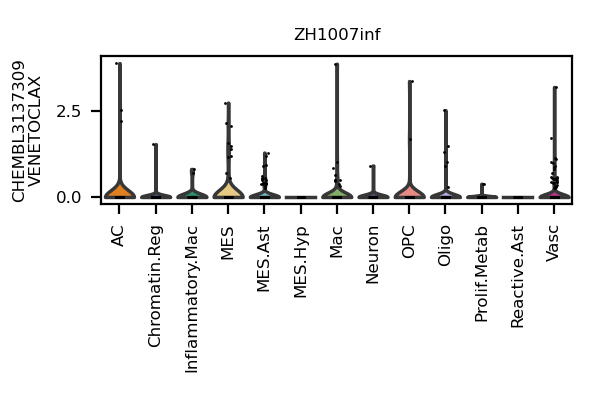 ZH1007inf
CHEMBL3137309
VENETOCLAX
2.5
0.0
AC
Chromatin.Reg
Inflammatory.Mac
MES
MES.Ast
MES.Hyp
Mac
Neuron
OPC
Oligo
Prolif.Metab
Reactive.Ast
Vasc